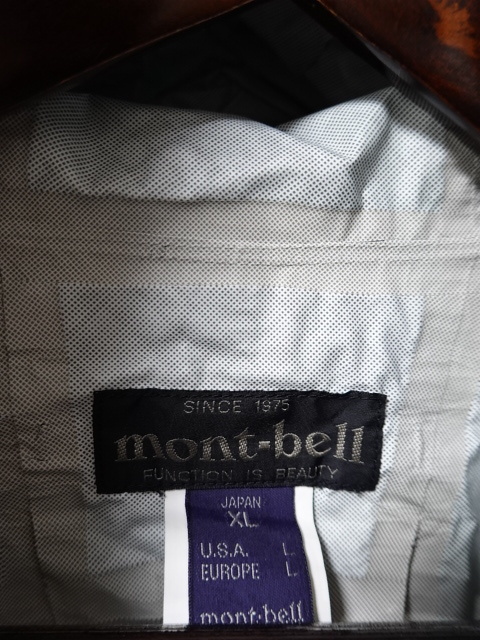 SINCE 1975
mont-bell
FUNCTION IS BEAUTY
JAPAN
XL
U.S.A. L
EUROPE L
mont-bell